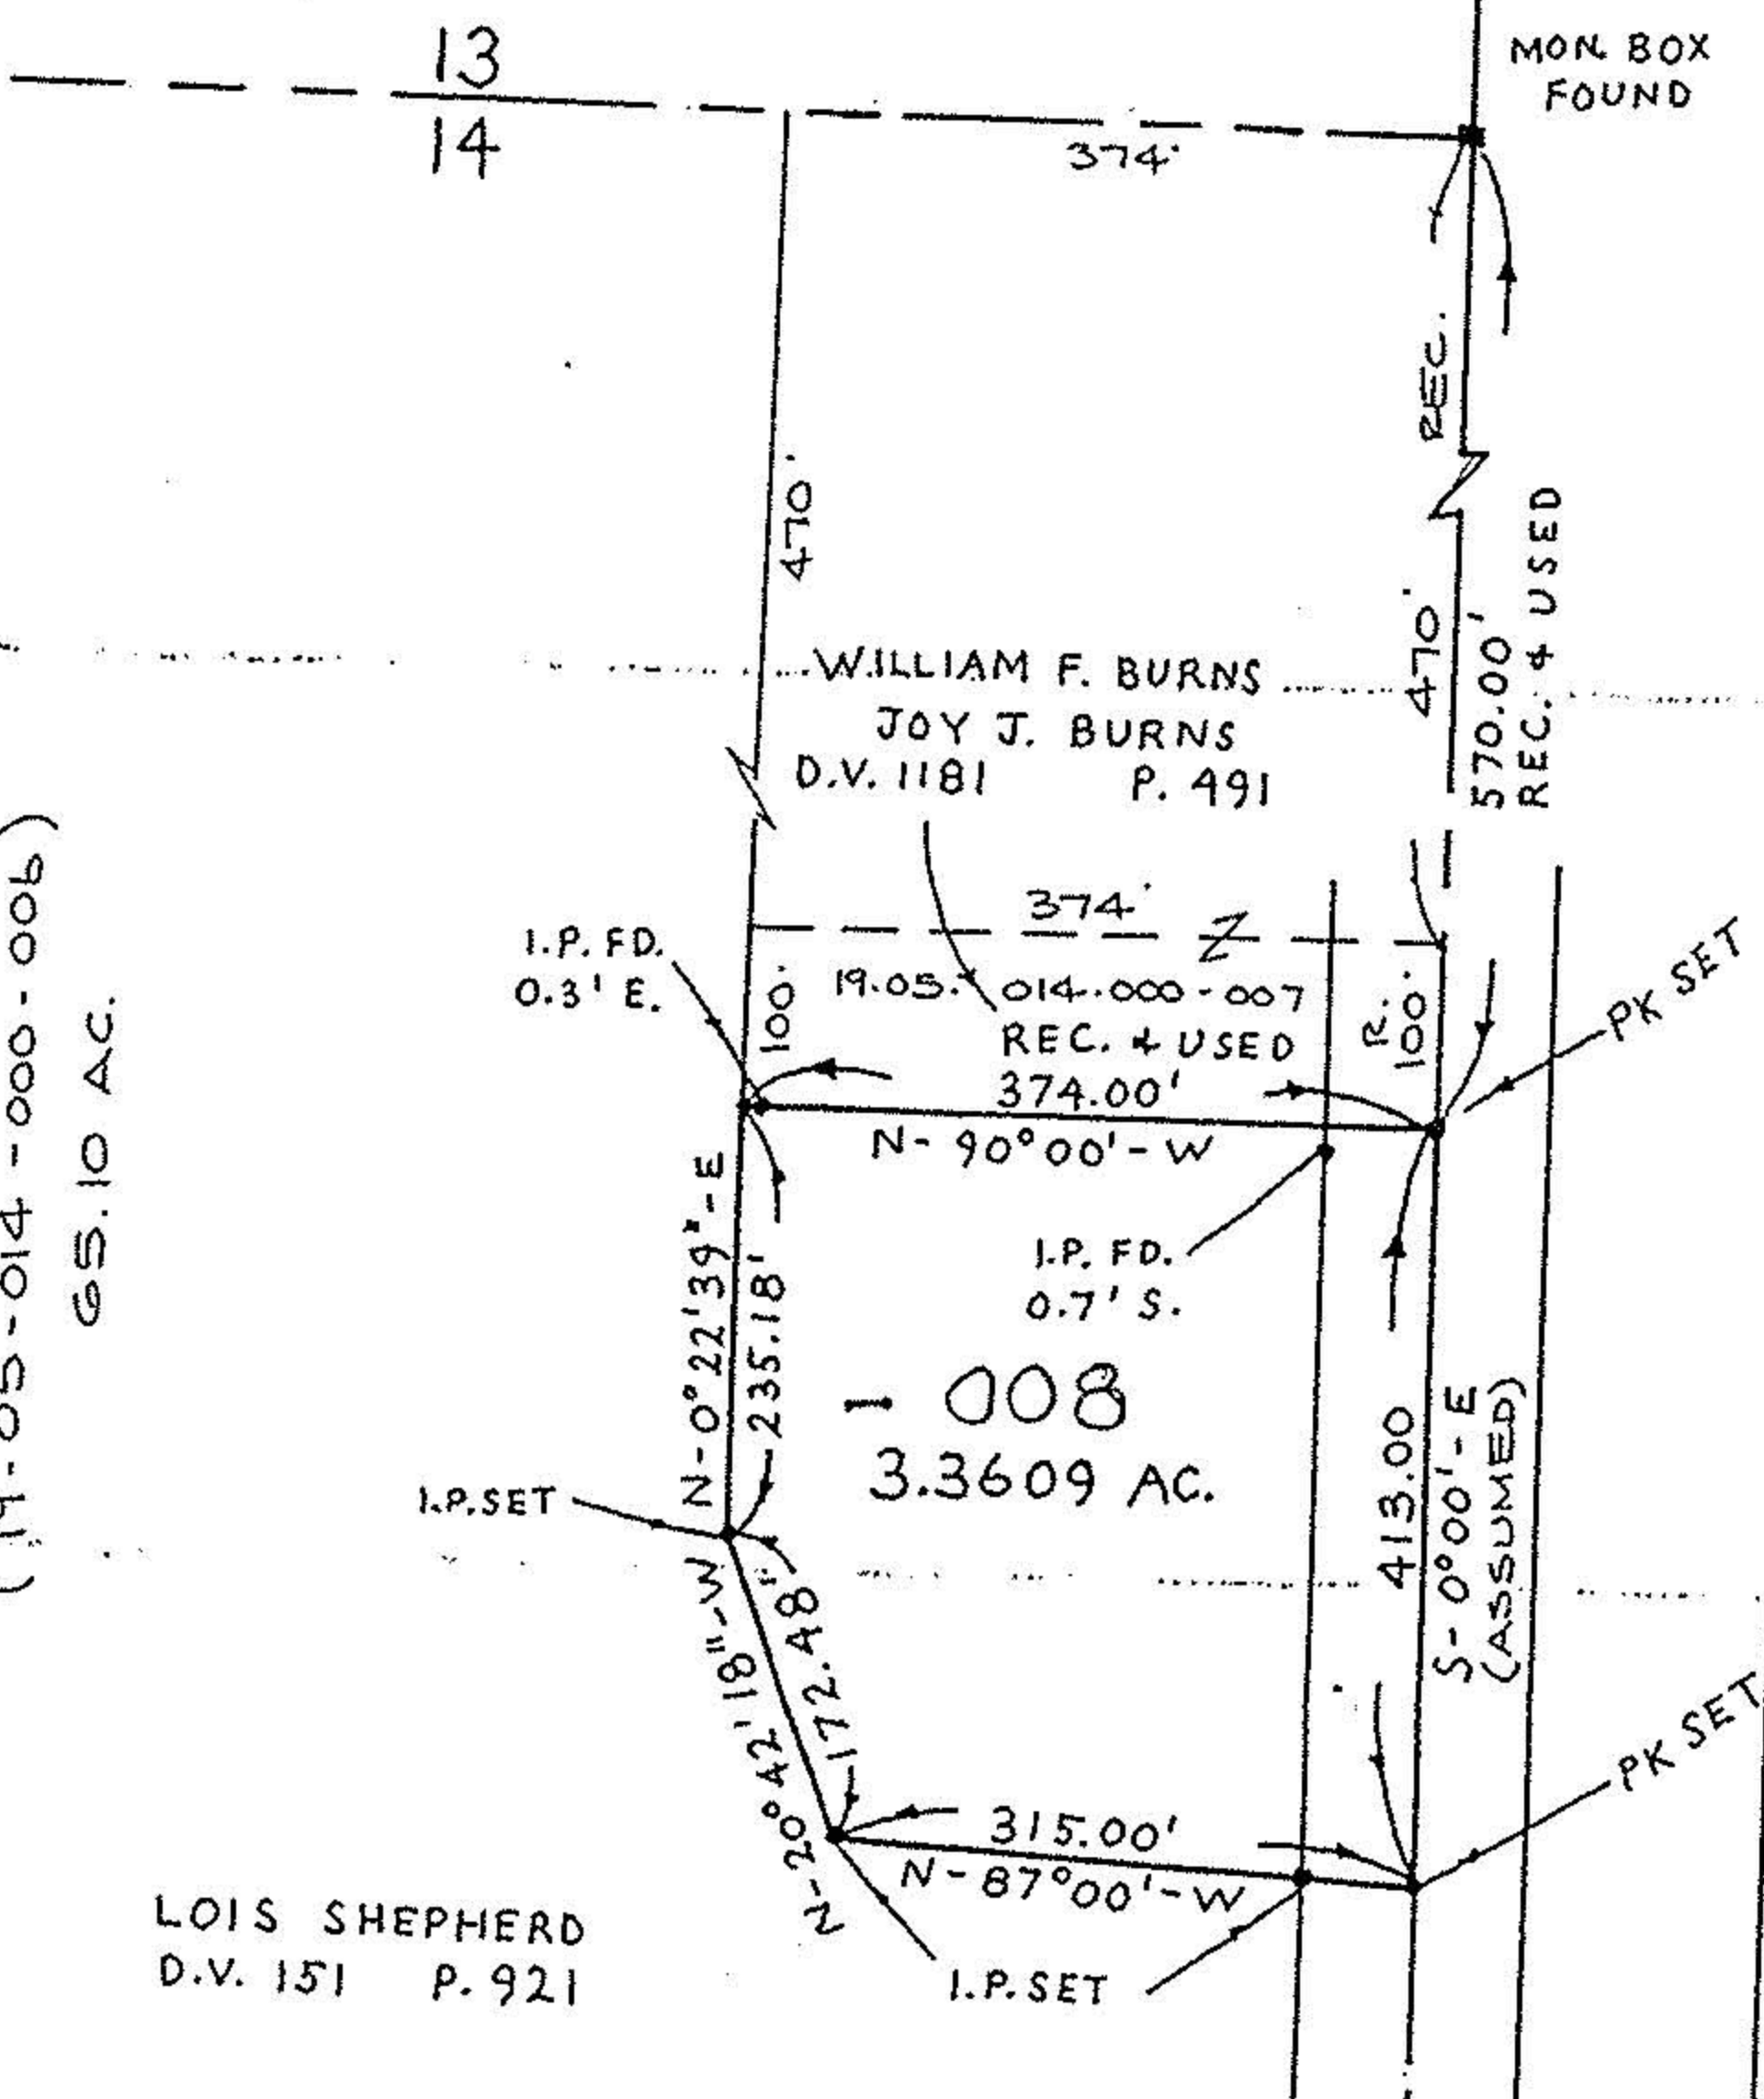 13
14
MON. BOX
FOUND
374'
REC.
470'
470'
570.00'
REC. & USED
WILLIAM F. BURNS
JOY J. BURNS
D.V. 1181 P. 491
374'
I.P. FD.
0.3' E.
100'
19.05. 014.000-007
R.
100'
PK SET
REC. & USED
374.00'
N-90°00'-W
65.10 AC.
I.P. FD.
0.7' S.
N-0°22'39"-E
235.18'
- 008
3.3609 AC.
413.00
S-0°00'-E
(ASSUMED)
I.P. SET
N-20°42'18"-W
172.48'
PK SET
315.00'
N-87°00'-W
I.P. SET
LOIS SHEPHERD
D.V. 151 P. 921